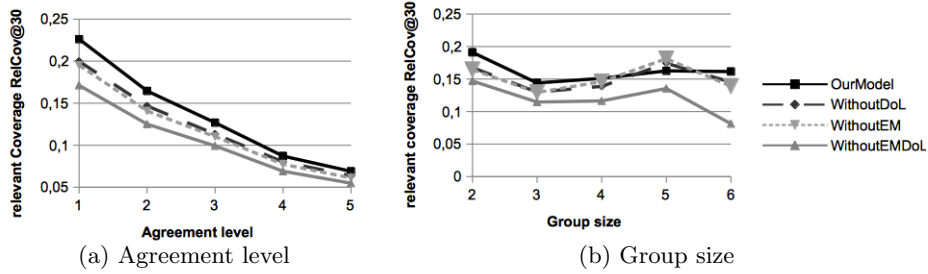 relevant Coverage RelCov@30
0,25
0,2
0,15
0,1
0,05
1 2 3 4 5
Agreement level
(a) Agreement level
relevant coverage RelCov@30
0,25
0,2
0,15
0,1
0,05
0
2 3 4 5 6
Group size
(b) Group size
OurModel
WithoutDoL
WithoutEM
WithoutEMDoL